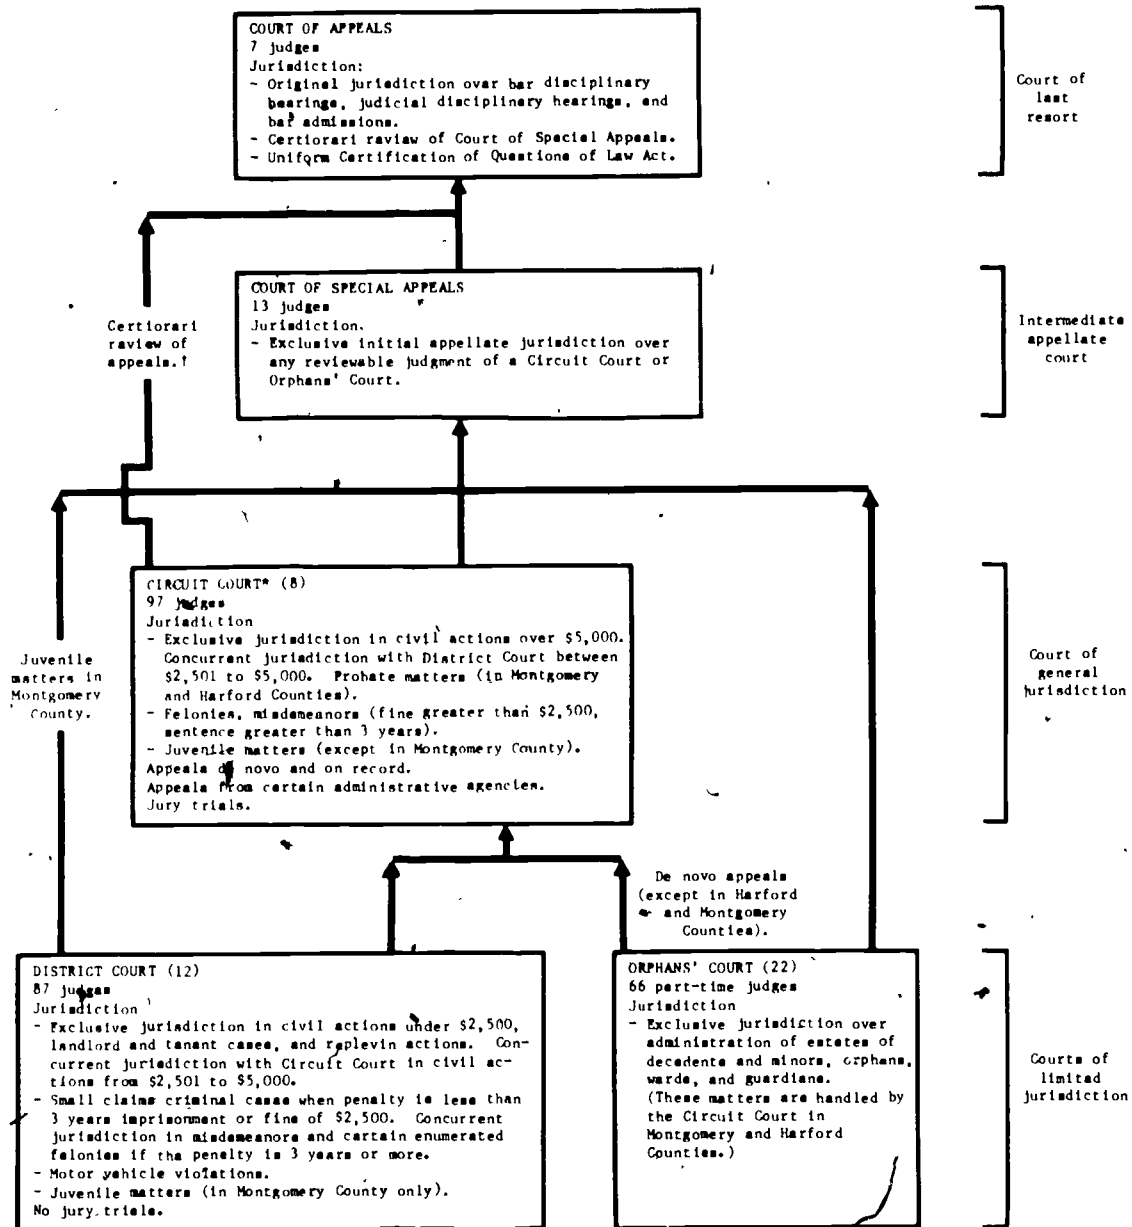 COURT OF APPEALS
7 judges
Jurisdiction:
- Original jurisdiction over bar disciplinary
hearings, judicial disciplinary hearings, and
bar admissions.
- Certiorari review of Court of Special Appeals.
- Uniform Certification of Questions of Law Act.
Court of
last
resort
Certiorari
review of
appeals.†
COURT OF SPECIAL APPEALS
13 judges
Jurisdiction.
- Exclusive initial appellate jurisdiction over
any reviewable judgment of a Circuit Court or
Orphans' Court.
Intermediate
appellate
court
Juvenile
matters in
Montgomery
County.
CIRCUIT COURT* (8)
97 judges
Jurisdiction
- Exclusive jurisdiction in civil actions over $5,000.
Concurrent jurisdiction with District Court between
$2,501 to $5,000. Probate matters (in Montgomery
and Harford Counties).
- Felonies, misdemeanors (fine greater than $2,500,
sentence greater than 3 years).
- Juvenile matters (except in Montgomery County).
Appeals de novo and on record.
Appeals from certain administrative agencies.
Jury trials.
Court of
general
jurisdiction
De novo appeals
(except in Harford
and Montgomery
Counties).
DISTRICT COURT (12)
87 judges
Jurisdiction
- Exclusive jurisdiction in civil actions under $2,500,
landlord and tenant cases, and replevin actions. Con-
current jurisdiction with Circuit Court in civil ac-
tions from $2,501 to $5,000.
- Small claims criminal cases when penalty is less than
3 years imprisonment or fine of $2,500. Concurrent
jurisdiction in misdemeanors and certain enumerated
felonies if the penalty is 3 years or more.
- Motor vehicle violations.
- Juvenile matters (in Montgomery County only).
No jury trials.
ORPHANS' COURT (22)
66 part-time judges
Jurisdiction
- Exclusive jurisdiction over
administration of estates of
decedents and minors, orphans,
wards, and guardians.
(These matters are handled by
the Circuit Court in
Montgomery and Harford
Counties.)
Courts of
limited
jurisdiction